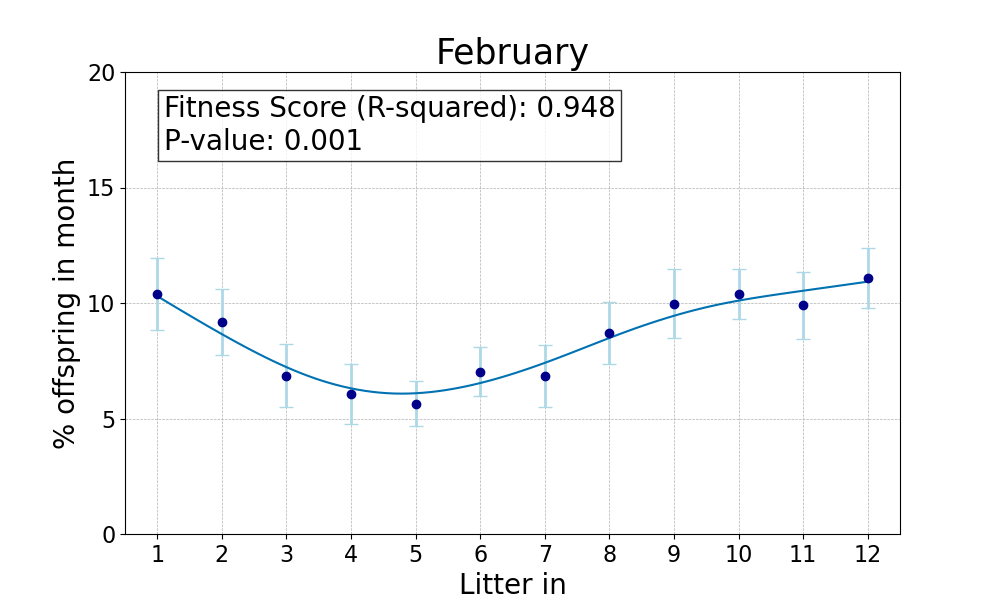 February
Fitness Score (R-squared): 0.948
P-value: 0.001
% offspring in month
20
15
10
5
0
1 2 3 4 5 6 7 8 9 10 11 12
Litter in